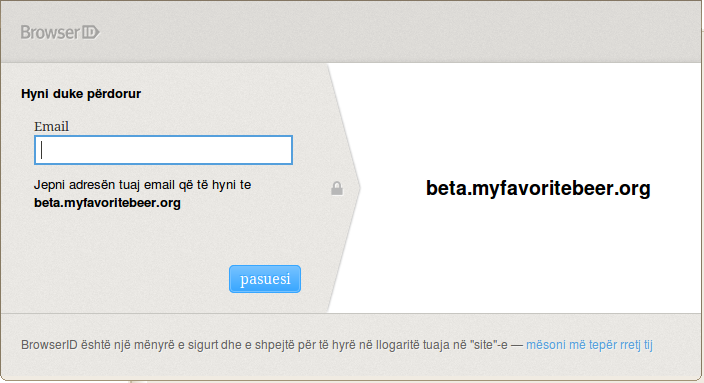 BrowserID
Hyni duke përdorur
Email
Jepni adresën tuaj email që të hyni te
beta.myfavoritebeer.org
beta.myfavoritebeer.org
pasuesi
BrowserID është një mënyrë e sigurt dhe e shpejtë për të hyrë në llogaritë tuaja në "site"-e — mësoni më tepër rretj tij